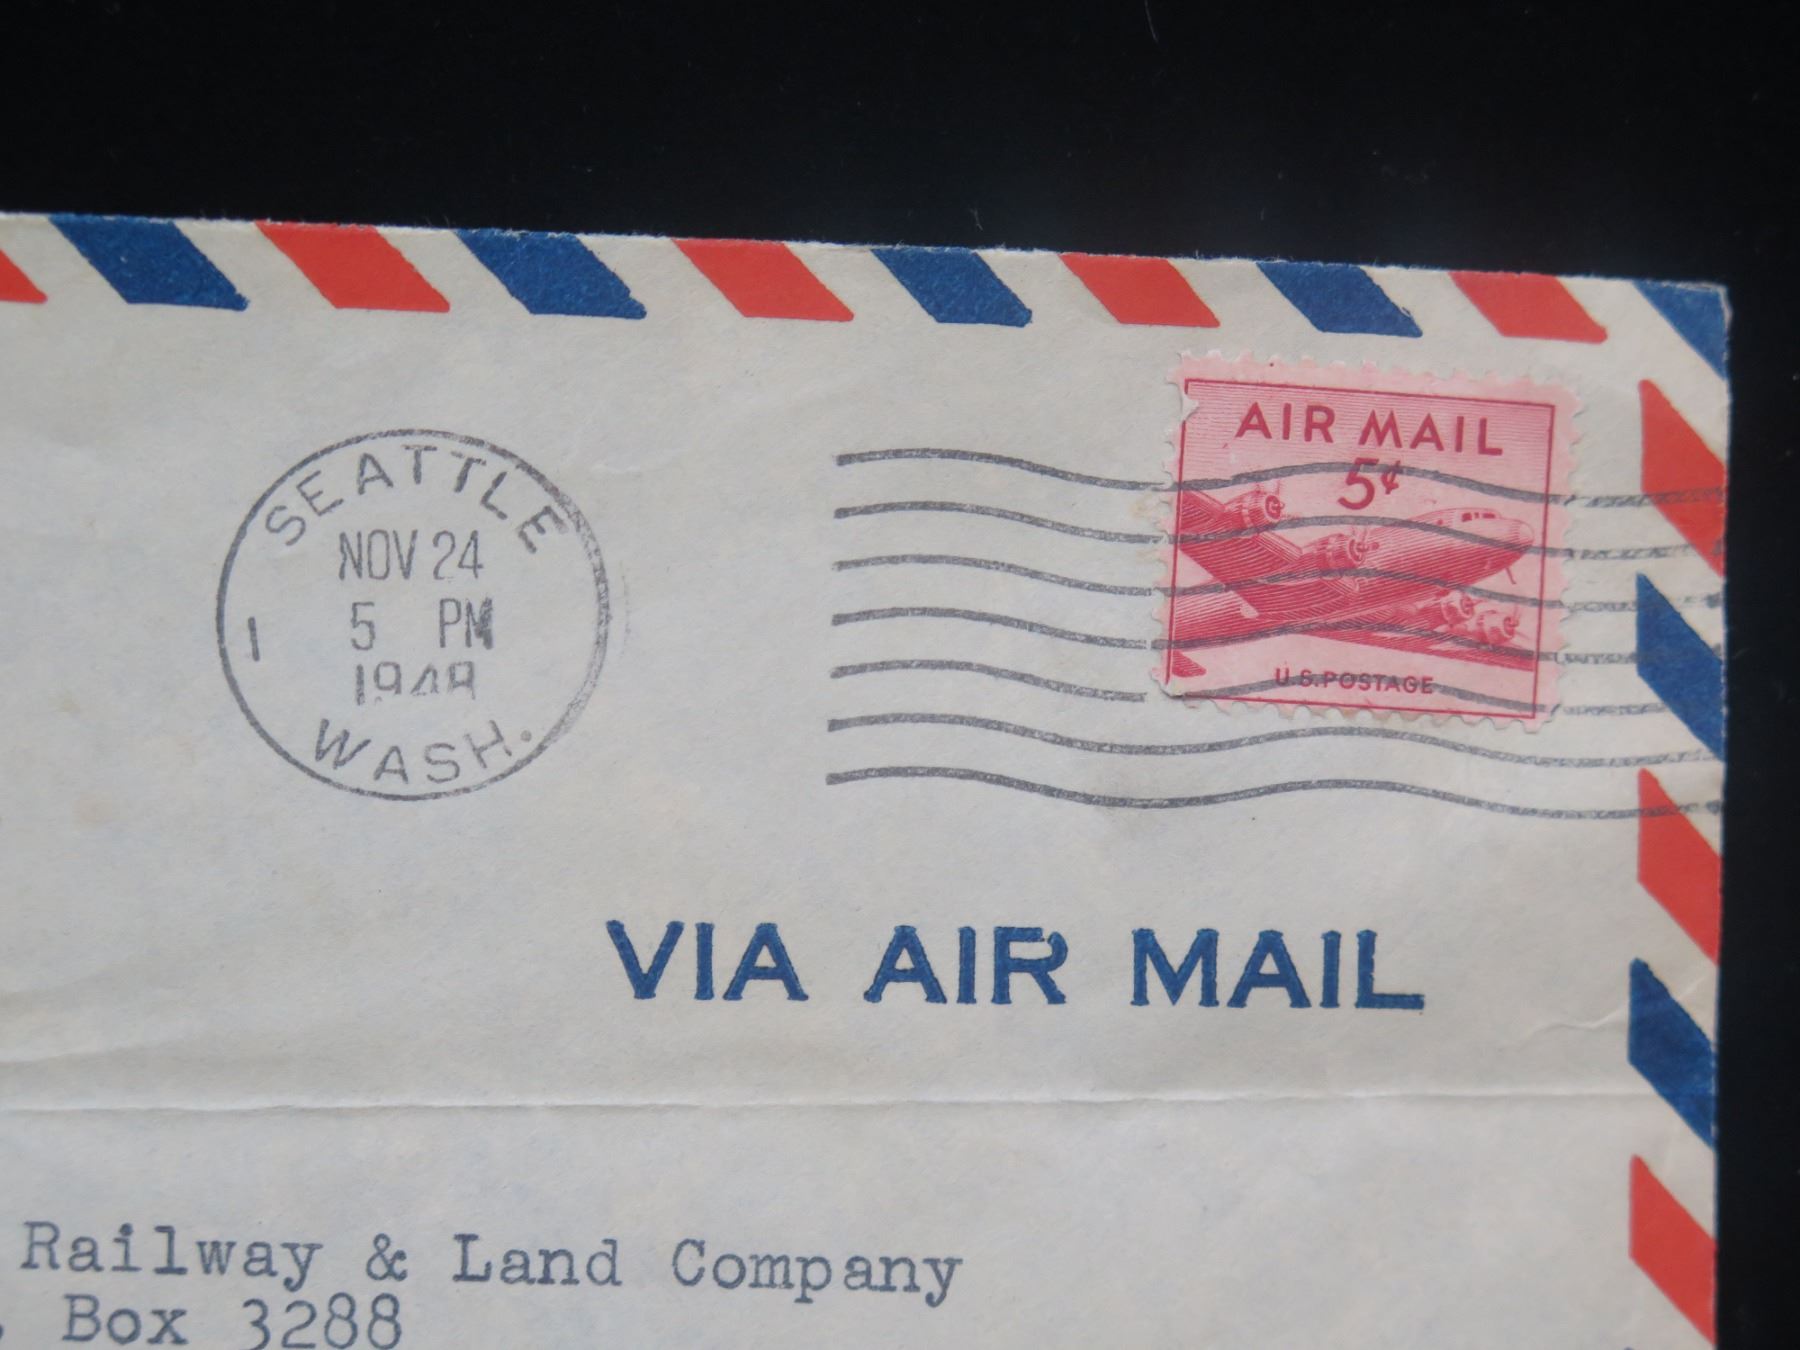 SEATTLE
NOV 24
1 5 PM
1948
WASH.
AIR MAIL
5¢
U.S. POSTAGE
VIA AIR MAIL
Railway & Land Company
Box 3288